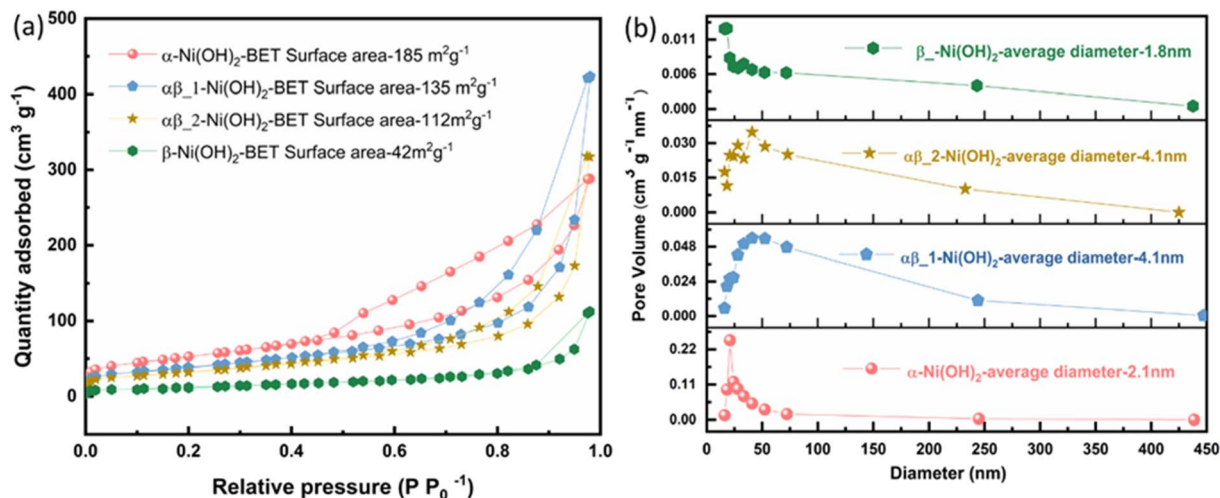 (a)
500
400
300
200
100
0
Quantity adsorbed (cm³ g⁻¹)
α-Ni(OH)₂-BET Surface area-185 m²g⁻¹
αβ_1-Ni(OH)₂-BET Surface area-135 m²g⁻¹
αβ_2-Ni(OH)₂-BET Surface area-112m²g⁻¹
β-Ni(OH)₂-BET Surface area-42m²g⁻¹
0.0 0.2 0.4 0.6 0.8 1.0
Relative pressure (P P₀⁻¹)
(b)
Pore Volume (cm³ g⁻¹nm⁻¹)
0.011
0.006
0.000
β_-Ni(OH)₂-average diameter-1.8nm
0.030
0.015
0.000
αβ_2-Ni(OH)₂-average diameter-4.1nm
0.048
0.024
0.000
αβ_1-Ni(OH)₂-average diameter-4.1nm
0.22
0.11
0.00
α-Ni(OH)₂-average diameter-2.1nm
0 50 100 150 200 250 300 350 400 450
Diameter (nm)